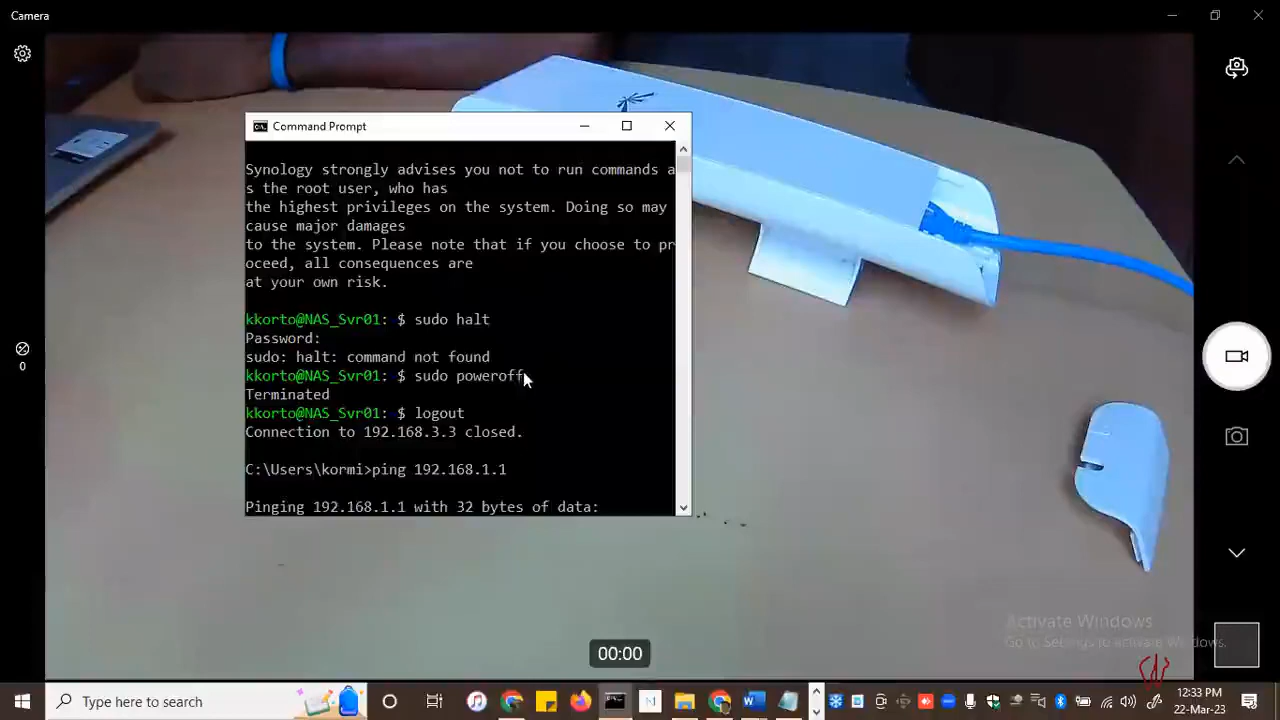 Camera
Command Prompt
Synology strongly advises you not to run commands a
s the root user, who has
the highest privileges on the system. Doing so may
cause major damages
to the system. Please note that if you choose to pr
oceed, all consequences are
at your own risk.
kkorto@NAS_Svr01: $ sudo halt
Password:
sudo: halt: command not found
kkorto@NAS_Svr01: $ sudo poweroff
Terminated
kkorto@NAS_Svr01: $ logout
Connection to 192.168.3.3 closed.
C:\Users\kormi>ping 192.168.1.1
Pinging 192.168.1.1 with 32 bytes of data:
0
Activate Windows
Go to Settings to activate Windows.
00:00
Type here to search
12:33 PM
22-Mar-23